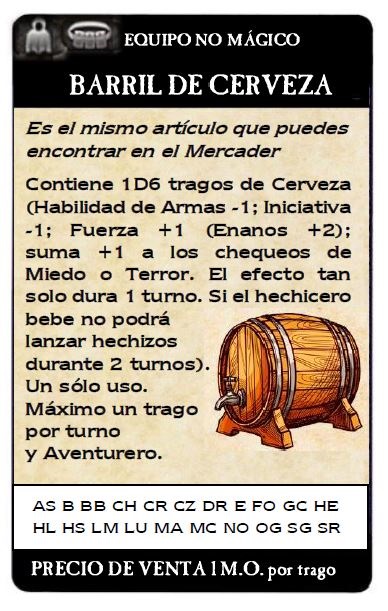 EQUIPO NO MÁGICO
BARRIL DE CERVEZA
Es el mismo artículo que puedes
encontrar en el Mercader
Contiene 1D6 tragos de Cerveza
(Habilidad de Armas -1; Iniciativa
-1; Fuerza +1 (Enanos +2);
suma +1 a los chequeos de
Miedo o Terror. El efecto tan
solo dura 1 turno. Si el hechicero
bebe no podrá
lanzar hechizos
durante 2 turnos).
Un sólo uso.
Máximo un trago
por turno
y Aventurero.
AS B BB CH CR CZ DR E FO GC HE
HL HS LM LU MA MC NO OG SG SR
PRECIO DE VENTA 1 M.O. por trago